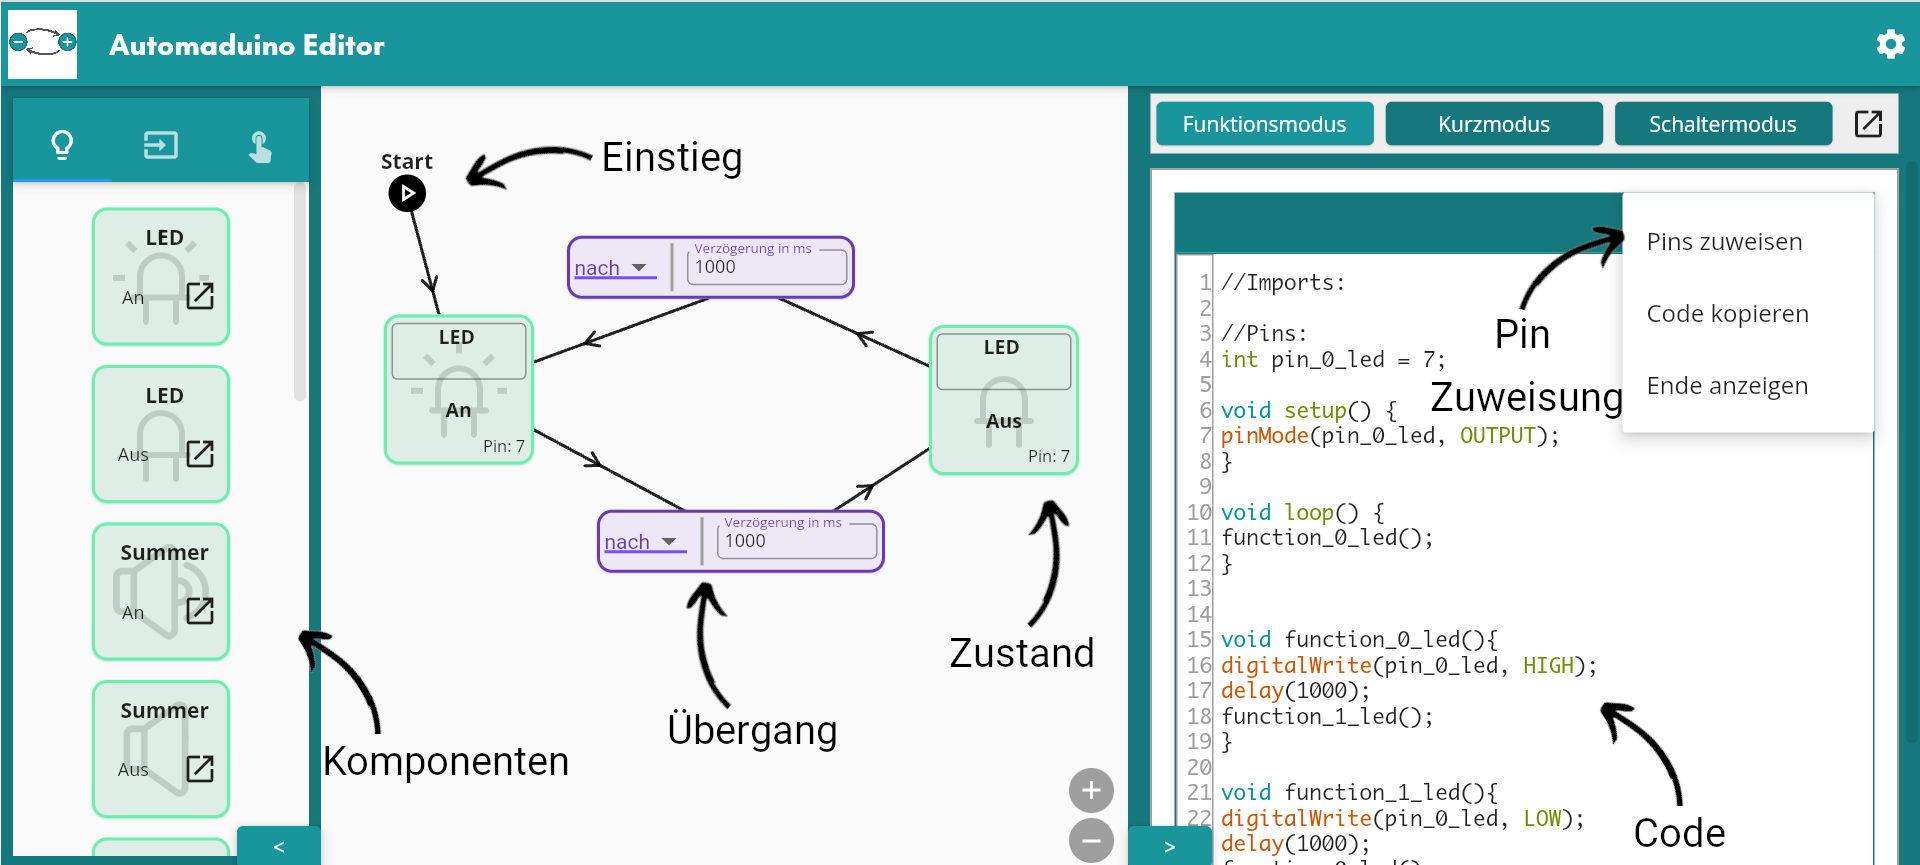 Automaduino Editor
LED
An
LED
Aus
Summer
An
Summer
Aus
<
Start
Einstieg
nach
Verzögerung in ms
1000
LED
An
Pin: 7
LED
Aus
Pin: 7
nach
Verzögerung in ms
1000
Zustand
Übergang
Komponenten
+
−
Funktionsmodus
Kurzmodus
Schaltermodus
Pins zuweisen
Code kopieren
Ende anzeigen
Pin
Zuweisung
1 //Imports:
2
3 //Pins:
4 int pin_0_led = 7;
5
6 void setup() {
7 pinMode(pin_0_led, OUTPUT);
8 }
9
10 void loop() {
11 function_0_led();
12 }
13
14
15 void function_0_led(){
16 digitalWrite(pin_0_led, HIGH);
17 delay(1000);
18 function_1_led();
19 }
20
21 void function_1_led(){
22 digitalWrite(pin_0_led, LOW);
delay(1000);
Code
>